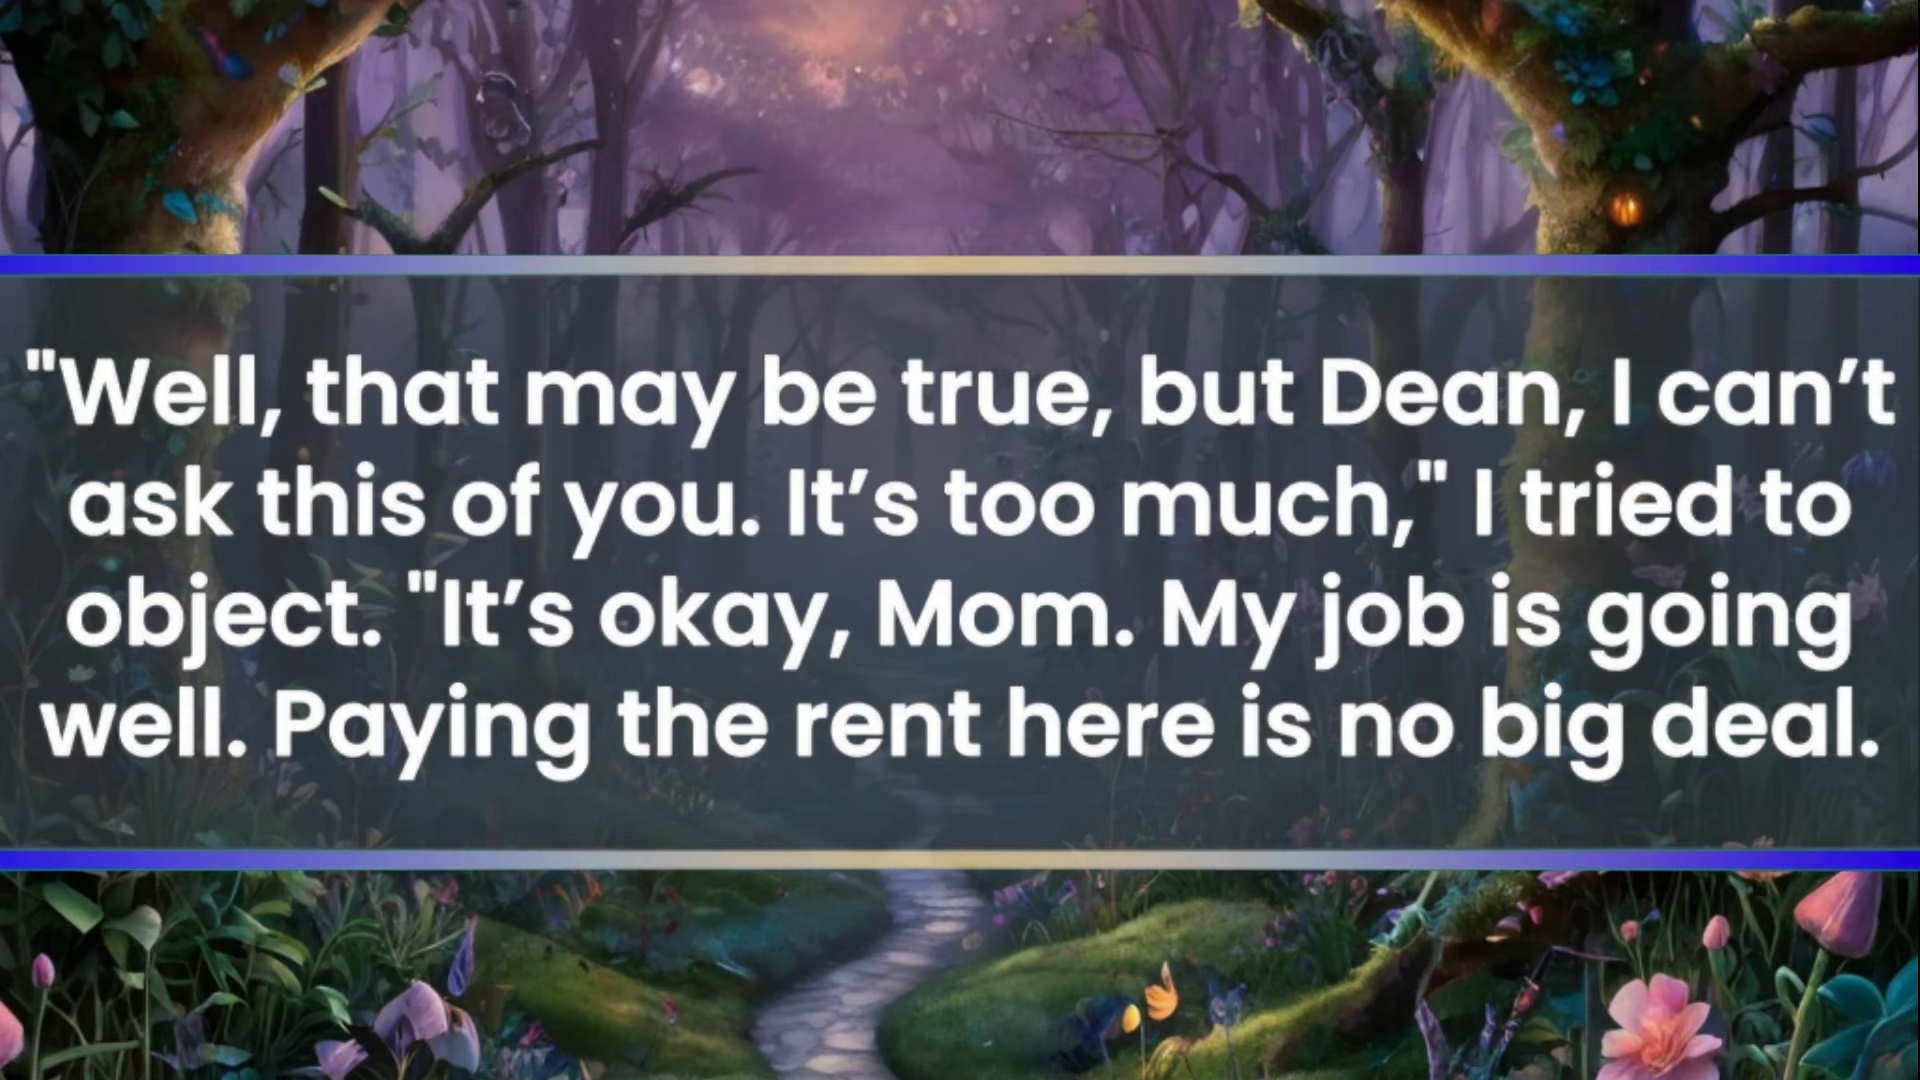 "Well, that may be true, but Dean, I can’t
ask this of you. It’s too much," I tried to
object. "It’s okay, Mom. My job is going
well. Paying the rent here is no big deal.